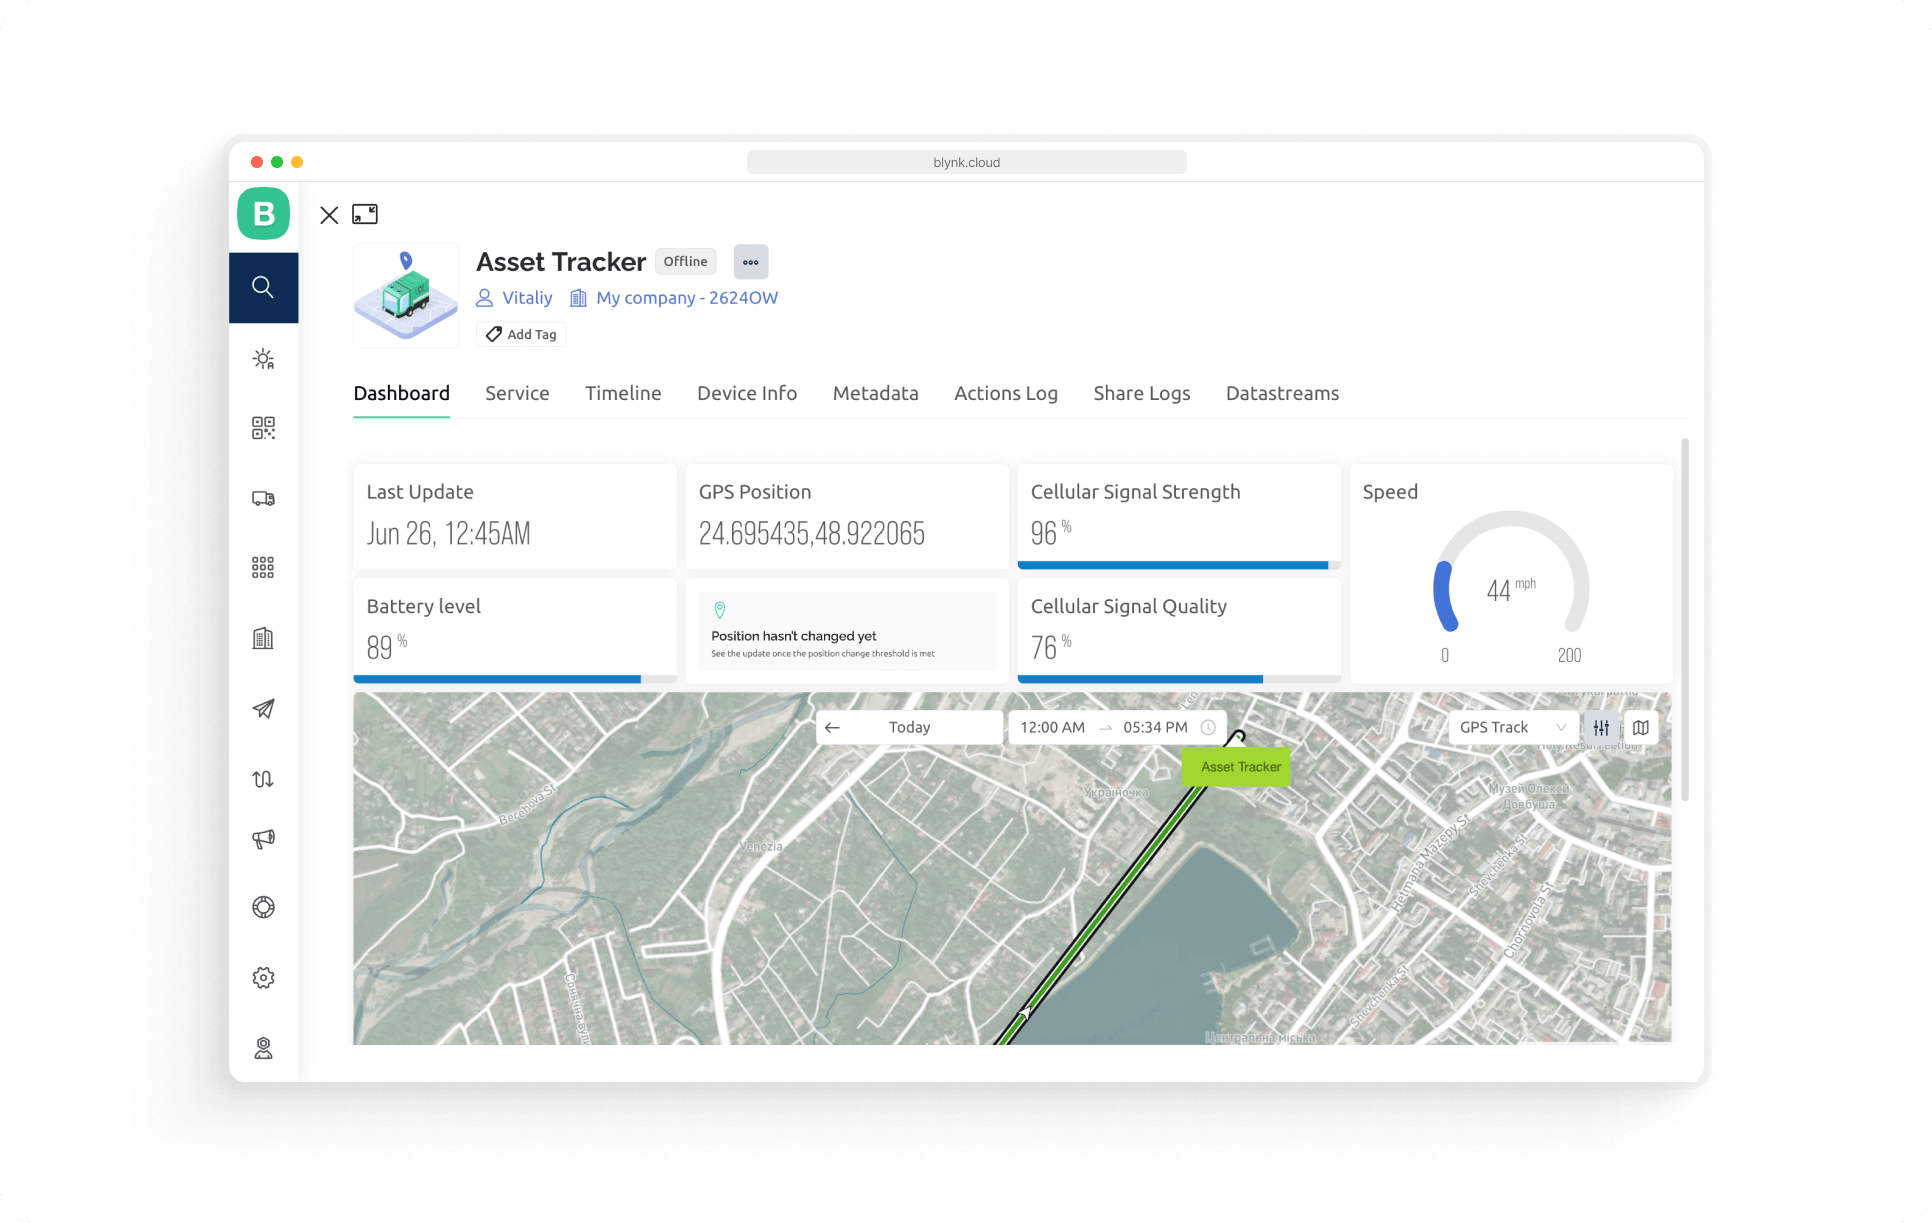 blynk.cloud
B
Asset Tracker Offline
Vitaliy My company - 2624OW
Add Tag
Dashboard Service Timeline Device Info Metadata Actions Log Share Logs Datastreams
Last Update
Jun 26, 12:45AM
GPS Position
24.695435,48.922065
Cellular Signal Strength
96 %
Speed
44 mph
0 200
Battery level
89 %
Position hasn't changed yet
See the update once the position change threshold is met
Cellular Signal Quality
76 %
Today
12:00 AM 05:34 PM
GPS Track
Asset Tracker
Україночка
Музей Олекси
Довбуша
Berehova St
Venezia
Hetmana Mazepy St
Shevchenka St
Chornovola St
Shevchenka St
Сонячна вул
Центральна міська